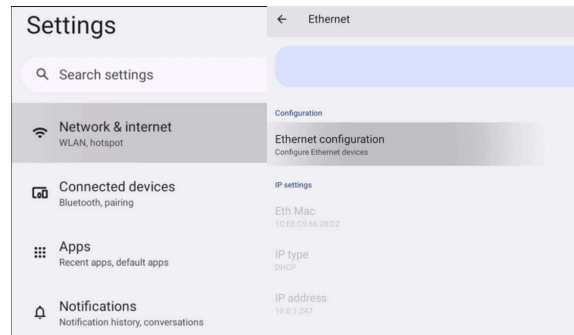 Settings
Search settings
Network & internet
WLAN, hotspot
Connected devices
Bluetooth, pairing
Apps
Recent apps, default apps
Notifications
Notification history, conversations
Ethernet
Configuration
Ethernet configuration
Configure Ethernet devices
IP settings
Eth Mac
1C:EE:C9:66:28:D2
IP type
DHCP
IP address
10.0.1.247